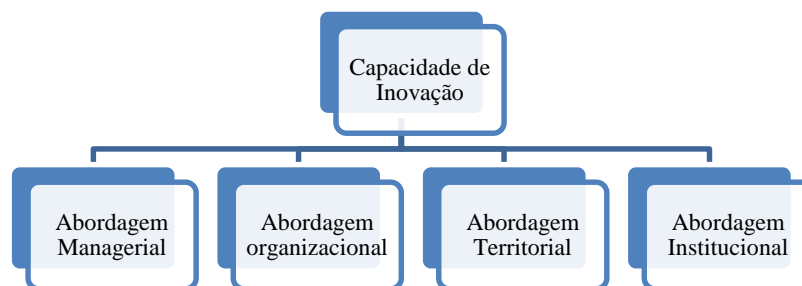 Capacidade de
Inovação
Abordagem
Managerial
Abordagem
organizacional
Abordagem
Territorial
Abordagem
Institucional